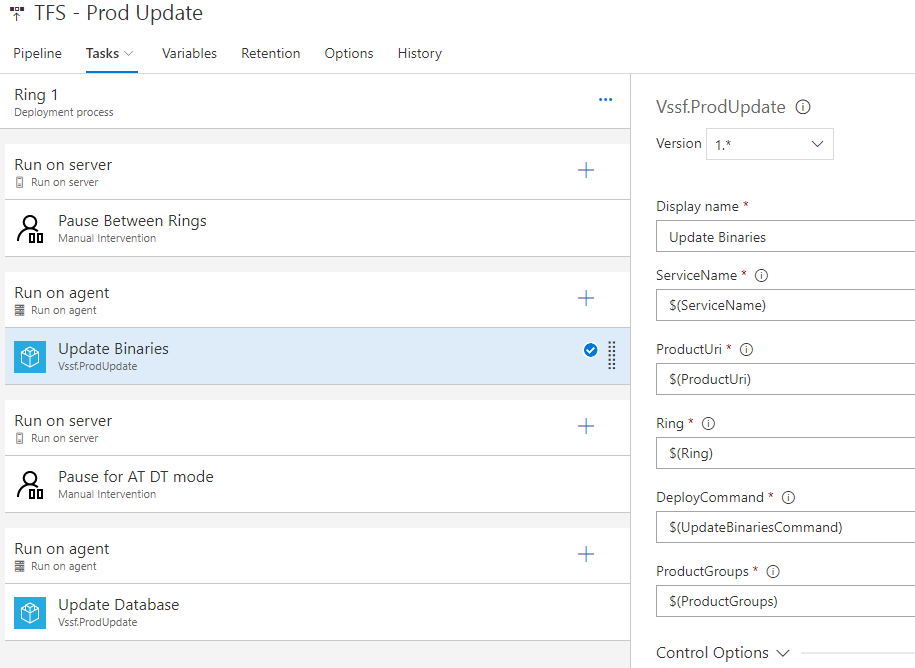 TFS - Prod Update
Pipeline Tasks Variables Retention Options History
Ring 1
Deployment process
Run on server
Run on server
Pause Between Rings
Manual Intervention
Run on agent
Run on agent
Update Binaries
Vssf.ProdUpdate
Run on server
Run on server
Pause for AT DT mode
Manual Intervention
Run on agent
Run on agent
Update Database
Vssf.ProdUpdate
Vssf.ProdUpdate
Version 1.*
Display name *
Update Binaries
ServiceName *
$(ServiceName)
ProductUri *
$(ProductUri)
Ring *
$(Ring)
DeployCommand *
$(UpdateBinariesCommand)
ProductGroups *
$(ProductGroups)
Control Options